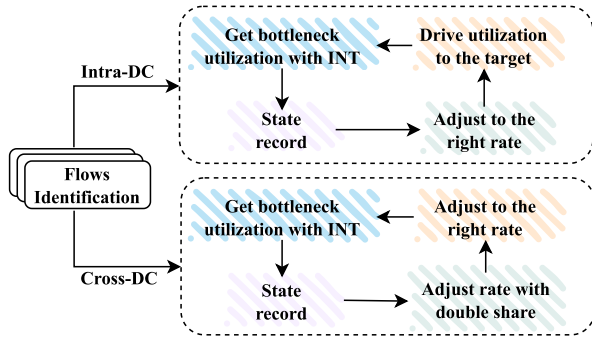 Intra-DC
Get bottleneck
utilization with INT
Drive utilization
to the target
State
record
Adjust to the
right rate
Flows
Identification
Cross-DC
Get bottleneck
utilization with INT
Adjust to the
right rate
State
record
Adjust rate with
double share